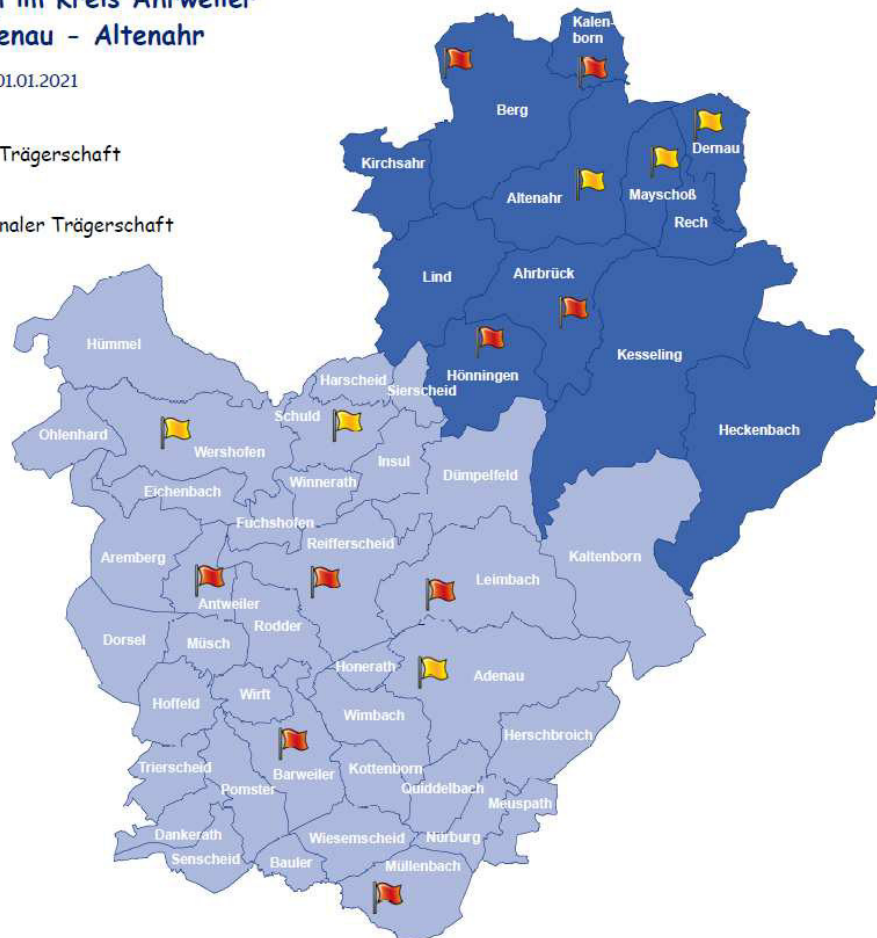 im Kreis Ahrweiler
enau - Altenahr
01.01.2021
Trägerschaft
naler Trägerschaft
Kalen-
born
Berg
Dernau
Kirchsahr
Altenahr
Mayschoß
Rech
Lind
Ahrbrück
Hönningen
Kesseling
Heckenbach
Hümmel
Harscheid
Sierscheid
Schuld
Ohlenhard
Wershofen
Insul
Dümpelfeld
Eichenbach
Winnerath
Fuchshofen
Reifferscheid
Aremberg
Kaltenborn
Leimbach
Antweiler
Rodder
Dorsel
Müsch
Honerath
Adenau
Hoffeld
Wirft
Wimbach
Herschbroich
Trierscheid
Barweiler
Kottenborn
Pomster
Quiddelbach
Meuspath
Dankerath
Wiesemscheid
Nürburg
Senscheid
Bauler
Müllenbach